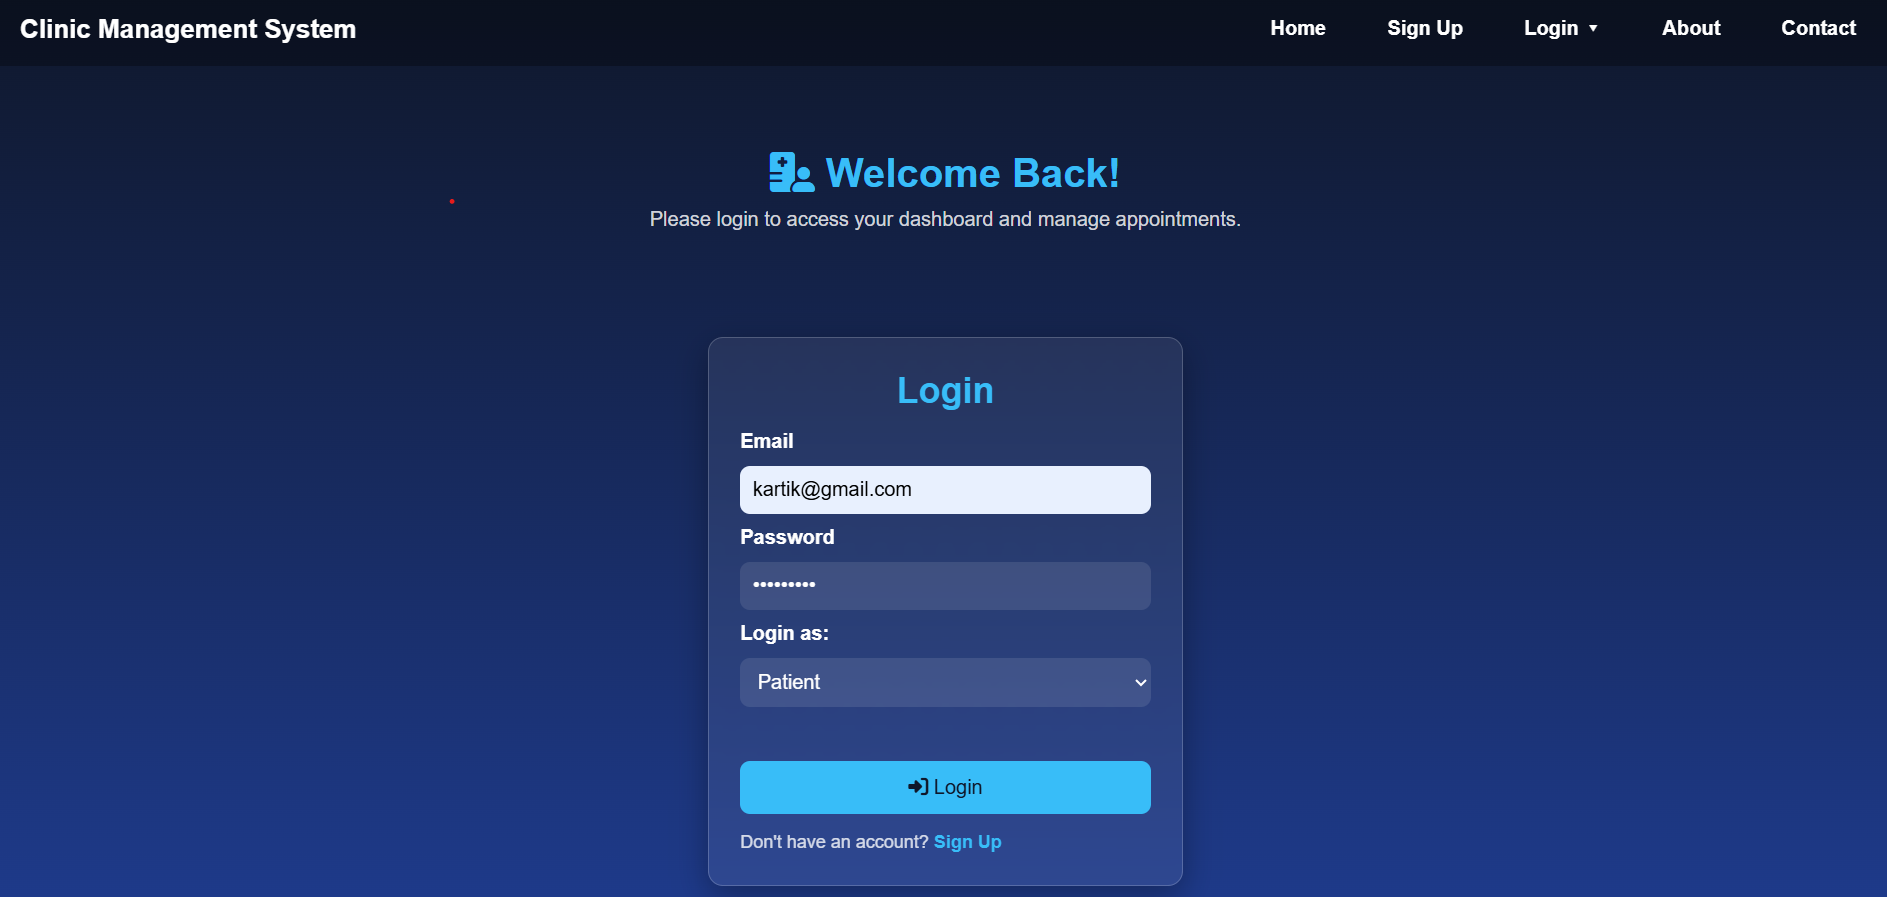 Clinic Management System
Home Sign Up Login ▼ About Contact
Welcome Back!
Please login to access your dashboard and manage appointments.
Login
Email
kartik@gmail.com
Password
•••••••••
Login as:
Patient
Login
Don't have an account? Sign Up